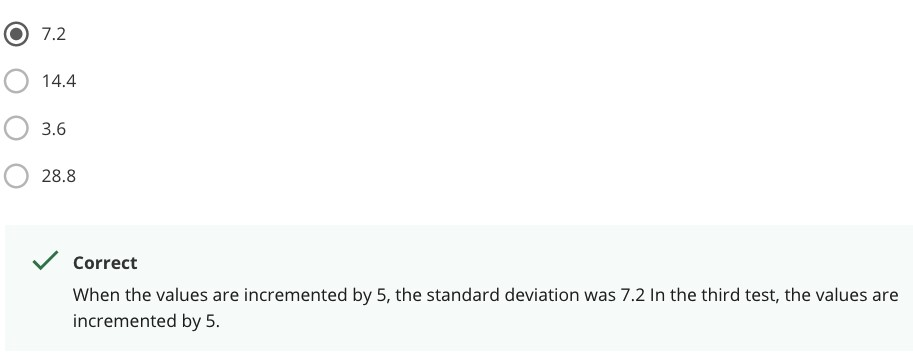 7.2
14.4
3.6
28.8
Correct
When the values are incremented by 5, the standard deviation was 7.2 In the third test, the values are
incremented by 5.